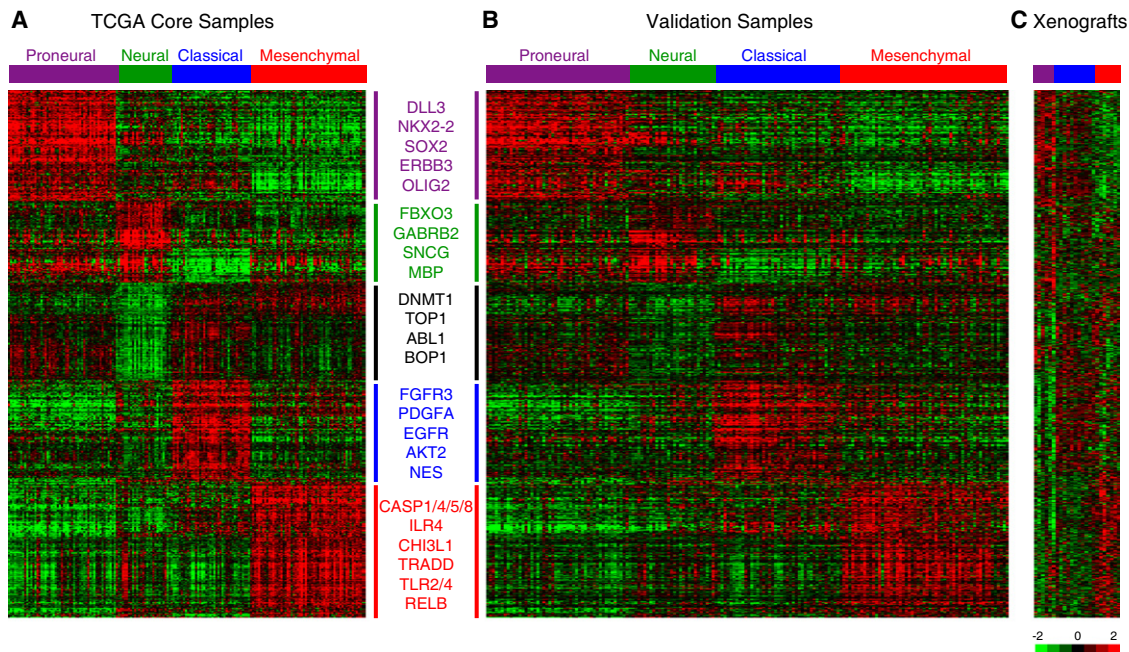 A TCGA Core Samples B Validation Samples C Xenografts
Proneural Neural Classical Mesenchymal Proneural Neural Classical Mesenchymal
DLL3
NKX2-2
SOX2
ERBB3
OLIG2
FBXO3
GABRB2
SNCG
MBP
DNMT1
TOP1
ABL1
BOP1
FGFR3
PDGFA
EGFR
AKT2
NES
CASP1/4/5/8
ILR4
CHI3L1
TRADD
TLR2/4
RELB
-2 0 2